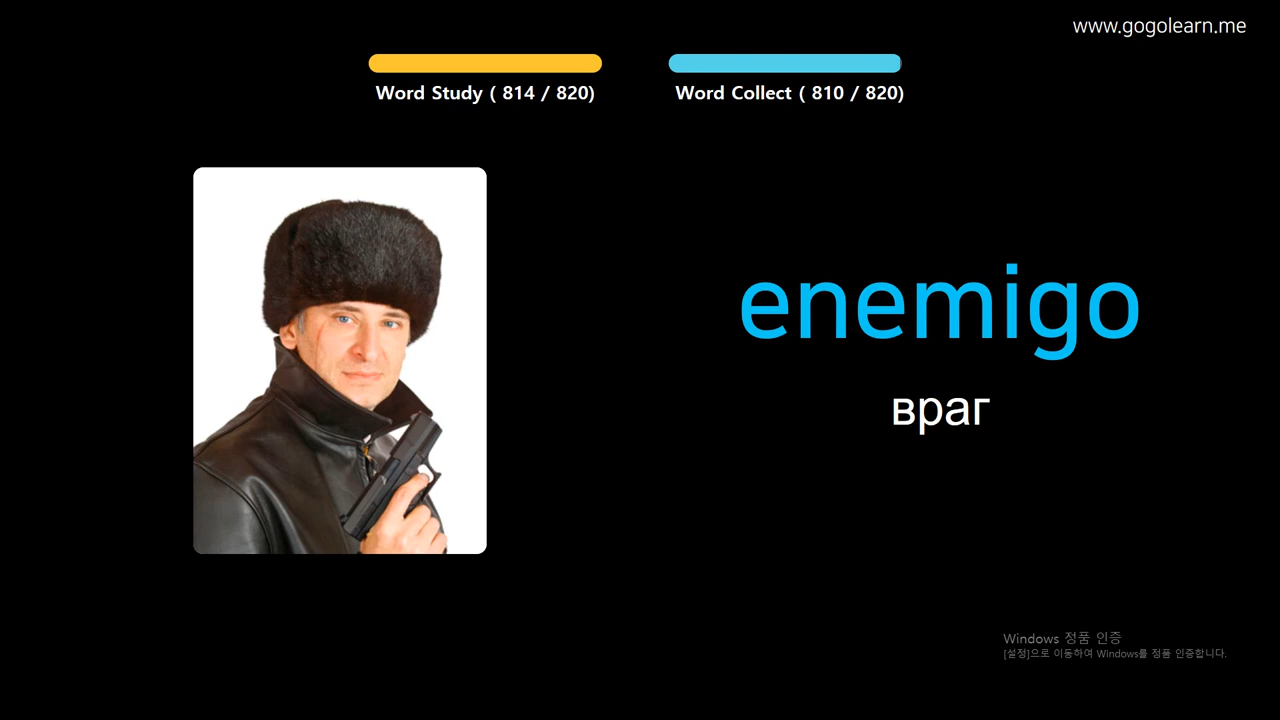 www.gogolearn.me
Word Study ( 814 / 820)
Word Collect ( 810 / 820)
enemigo
враг
Windows 정품 인증
[설정]으로 이동하여 Windows를 정품 인증합니다.